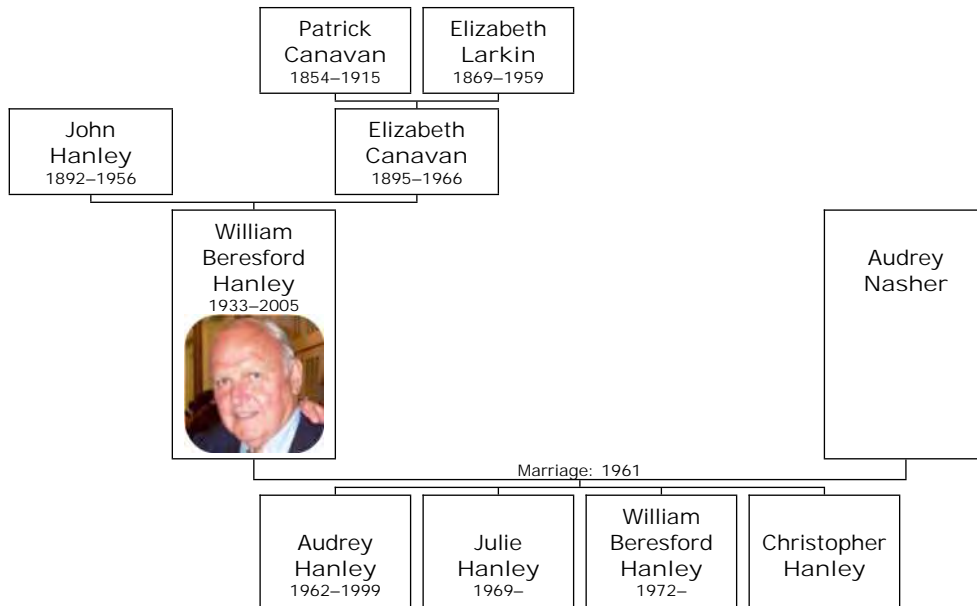 Patrick
Canavan
1854–1915
Elizabeth
Larkin
1869–1959
John
Hanley
1892–1956
Elizabeth
Canavan
1895–1966
William
Beresford
Hanley
1933–2005
Audrey
Nasher
Marriage: 1961
Audrey
Hanley
1962–1999
Julie
Hanley
1969–
William
Beresford
Hanley
1972–
Christopher
Hanley